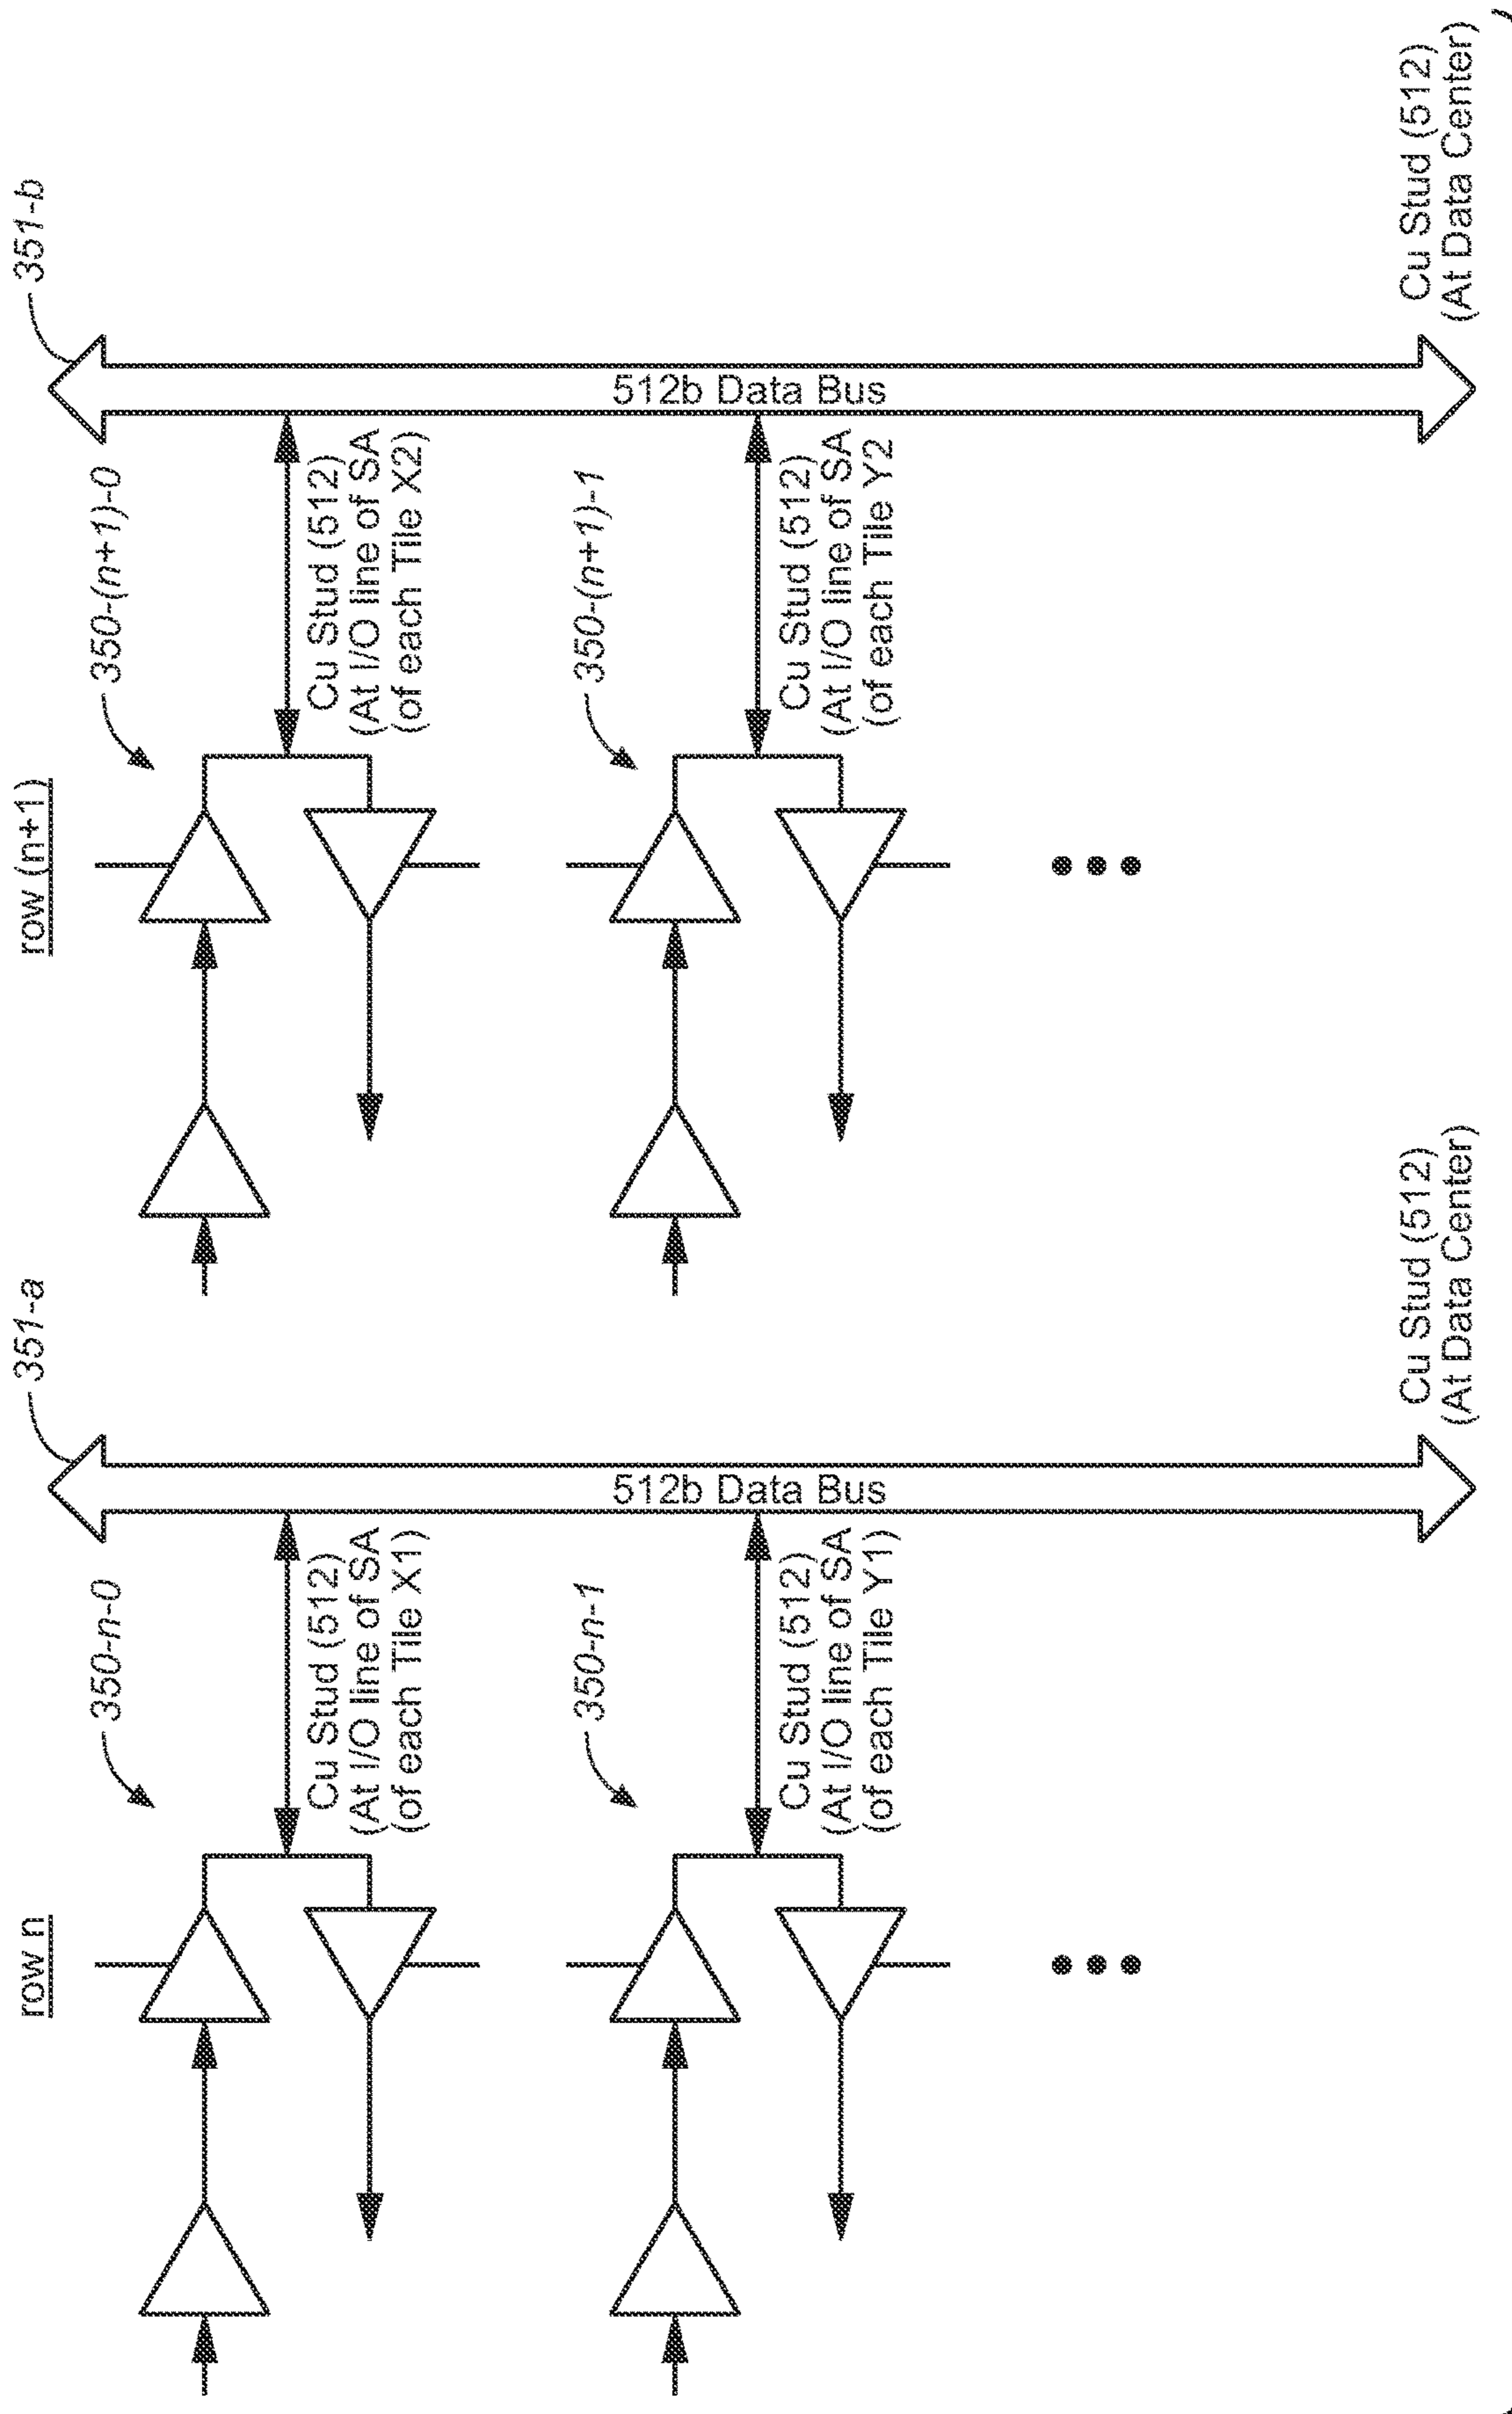 row n
351-a
350-n-0
Cu Stud (512)
(At I/O line of SA
(of each Tile X1)
350-n-1
Cu Stud (512)
(At I/O line of SA
(of each Tile Y1)
512b Data Bus
Cu Stud (512)
(At Data Center)
row (n+1)
351-b
350-(n+1)-0
Cu Stud (512)
(At I/O line of SA
(of each Tile X2)
350-(n+1)-1
Cu Stud (512)
(At I/O line of SA
(of each Tile Y2
512b Data Bus
Cu Stud (512)
(At Data Center)